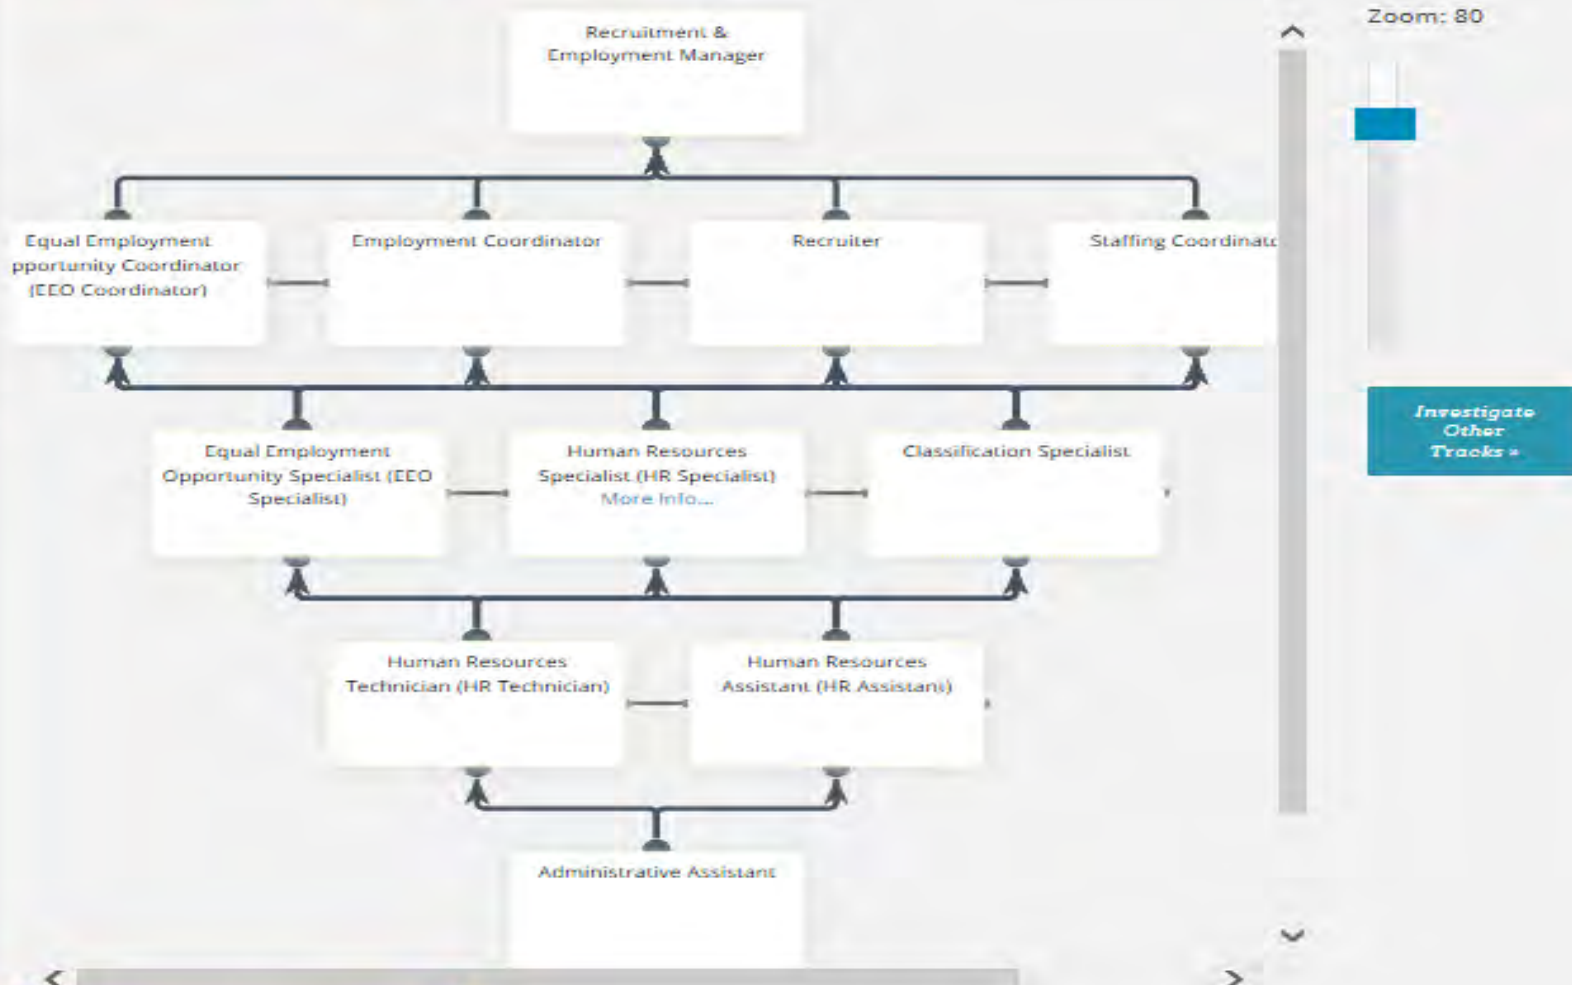 Zoom: 80
Recruitment &
Employment Manager
Equal Employment
pportunity Coordinator
(EEO Coordinator)
Employment Coordinator
Recruiter
Staffing Coordinato
Equal Employment
Opportunity Specialist (EEO
Specialist)
Human Resources
Specialist (HR Specialist)
More Info...
Classification Specialist
Investigate
Other
Tracks »
Human Resources
Technician (HR Technician)
Human Resources
Assistant (HR Assistant)
Administrative Assistant